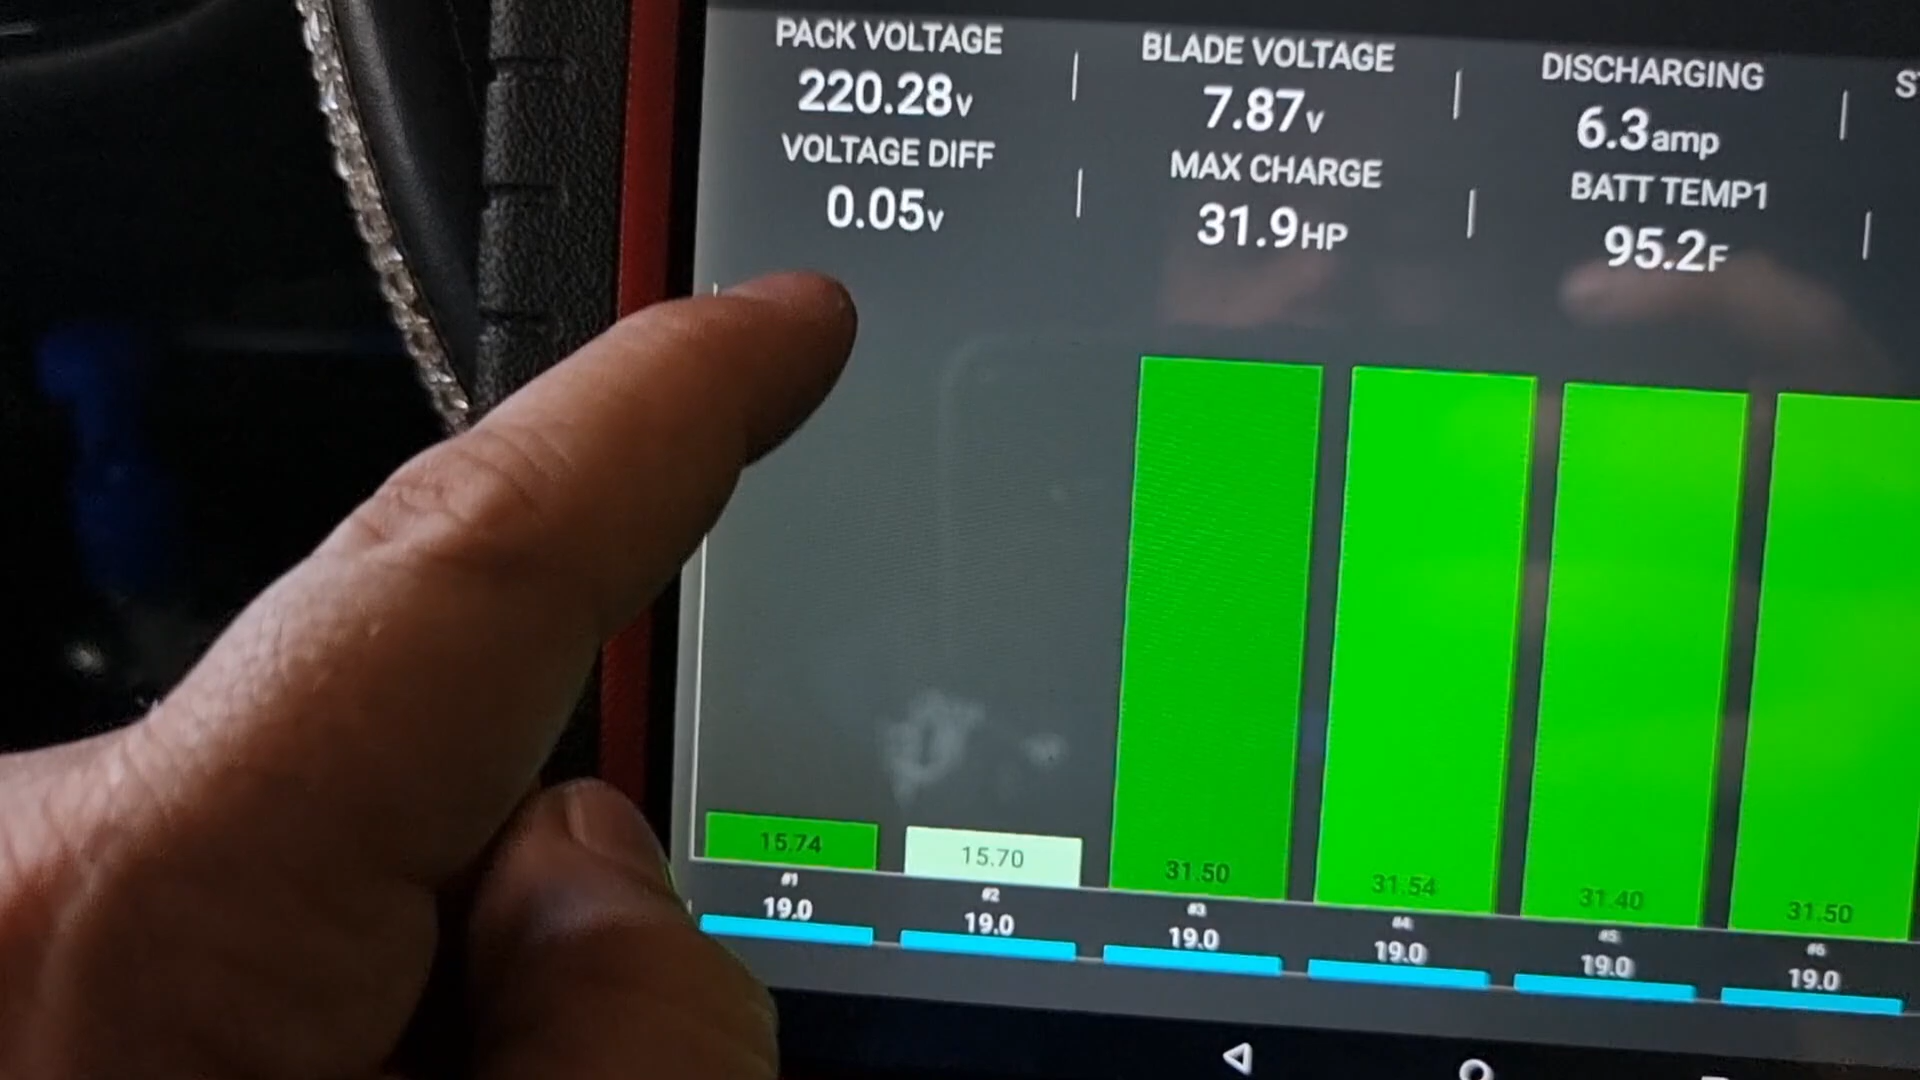 PACK VOLTAGE
220.28v
BLADE VOLTAGE
7.87v
DISCHARGING
6.3amp
VOLTAGE DIFF
0.05v
MAX CHARGE
31.9HP
BATT TEMP1
95.2F
15.74
15.70
31.50
31.54
31.40
31.50
#1
#2
#3
#4
#5
#6
19.0
19.0
19.0
19.0
19.0
19.0